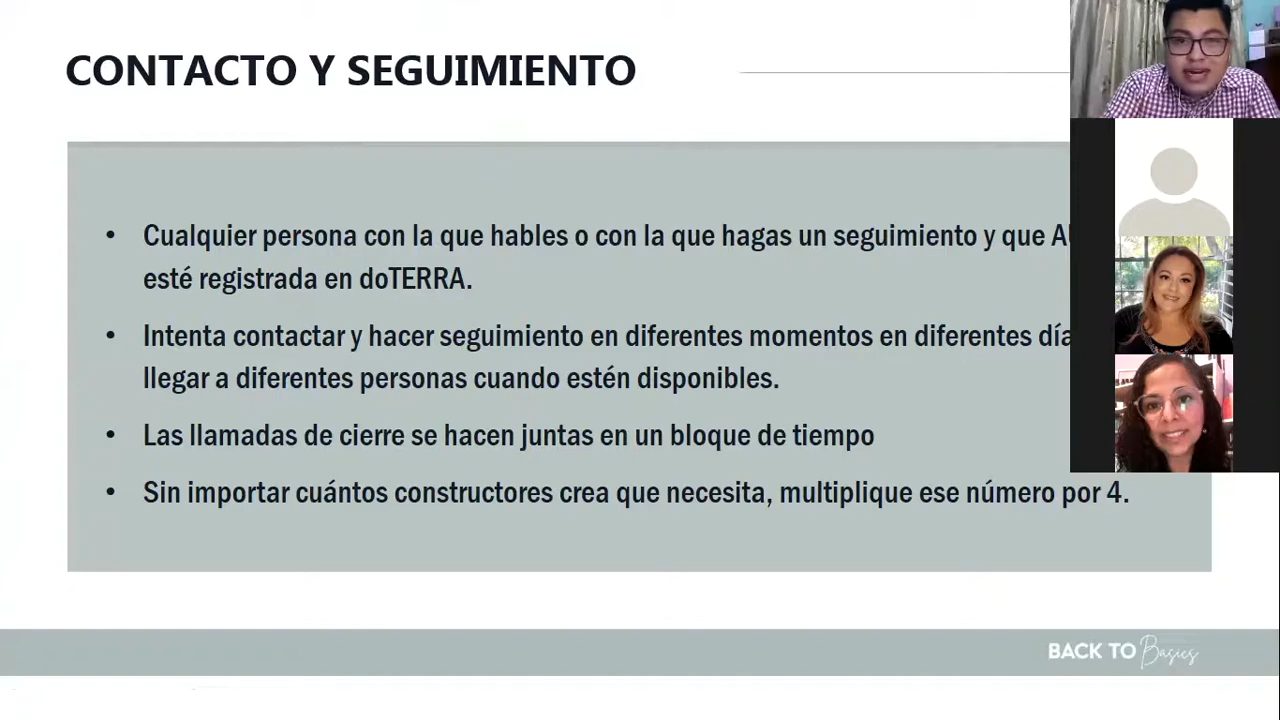 CONTACTO Y SEGUIMIENTO
• Cualquier persona con la que hables o con la que hagas un seguimiento y que
esté registrada en doTERRA.
• Intenta contactar y hacer seguimiento en diferentes momentos en diferentes
llegar a diferentes personas cuando estén disponibles.
• Las llamadas de cierre se hacen juntas en un bloque de tiempo
• Sin importar cuántos constructores crea que necesita, multiplique ese número por 4.
BACK TO Basics